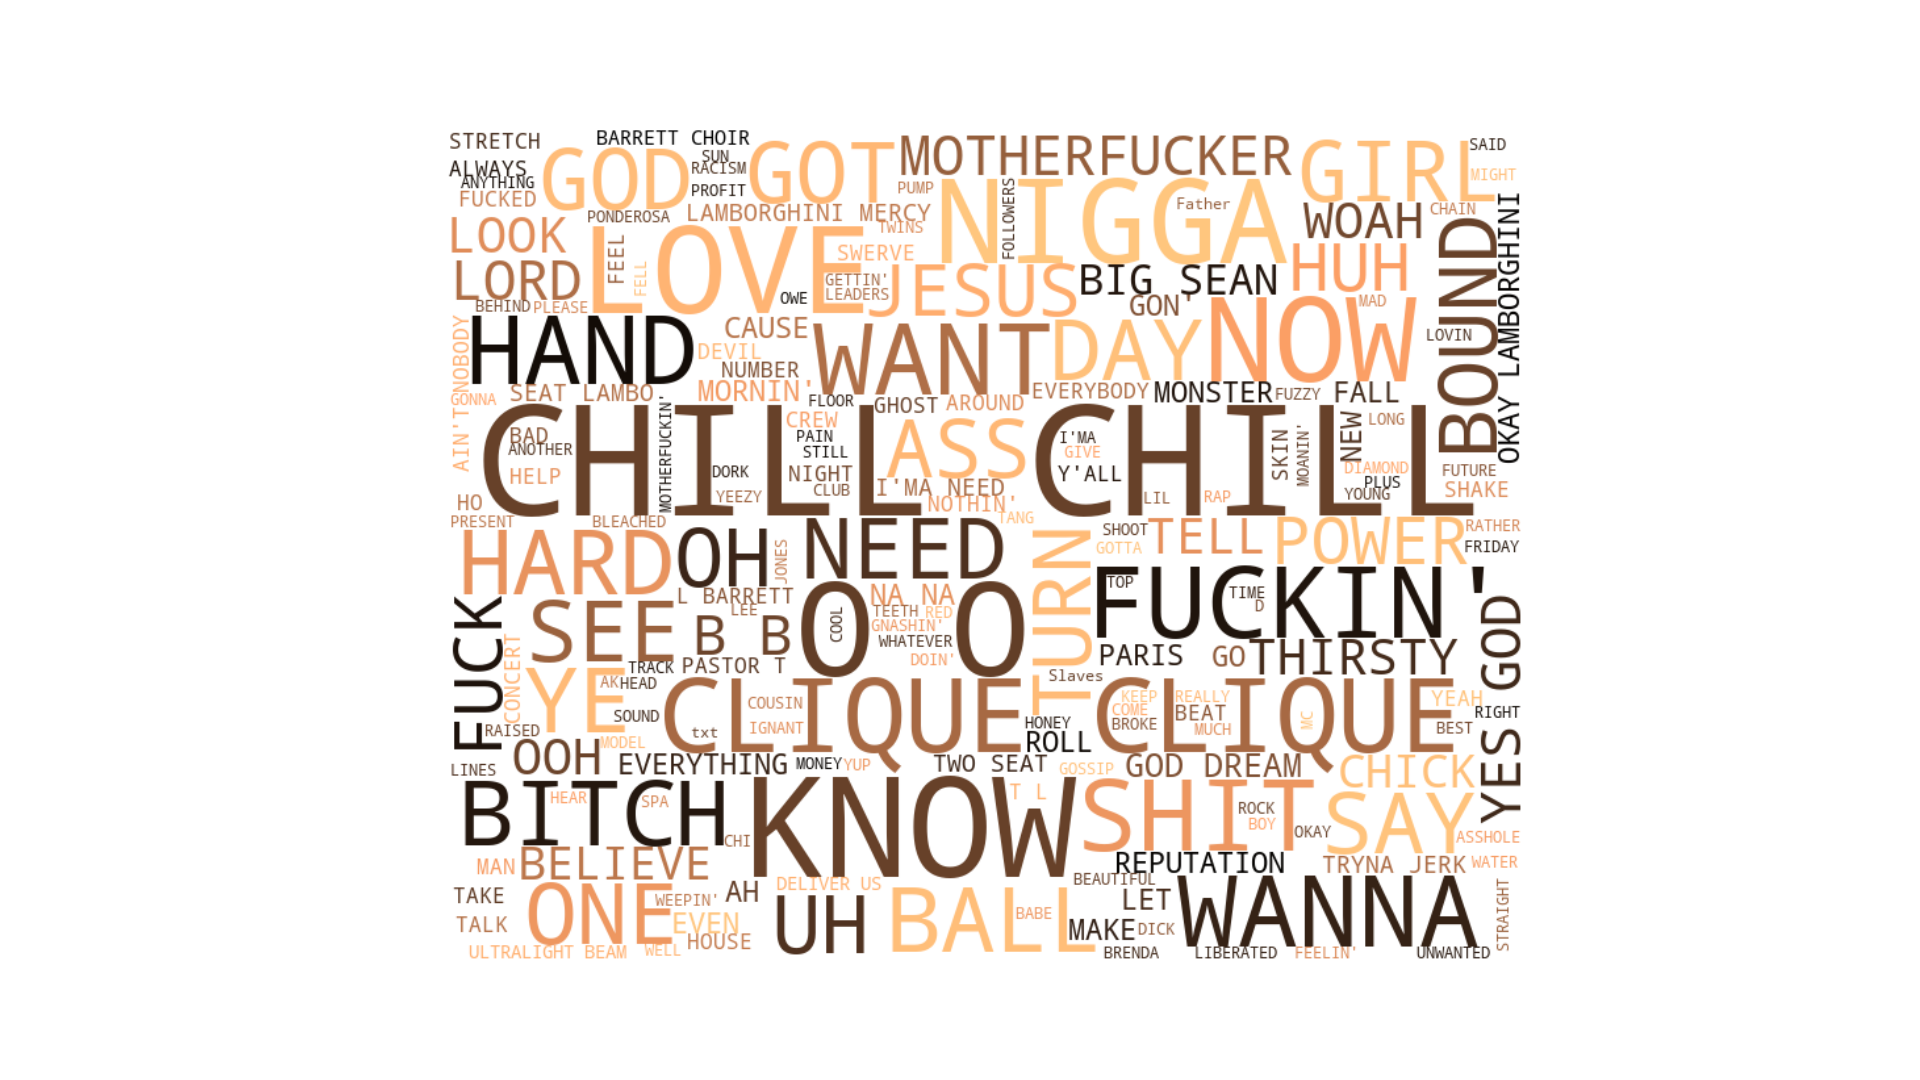 STRETCH
BARRETT CHOIR
SUN
RACISM
PROFIT
ALWAYS
ANYTHING
FUCKED
GOD
GOT
MOTHERFUCKER
GIRL
SAID
MIGHT
PUMP
NIGGA
FOLLOWERS
Father
WOAH
CHAIN
PONDEROSA
LAMBORGHINI MERCY
TWINS
LOOK
LOVE
FEEL
FELL
SWERVE
LORD
GETTIN'
LEADERS
OWE
JESUS
BIG SEAN
HUH
BOUND
OKAY LAMBORGHINI
BEHIND
PLEASE
GON'
MAD
NOBODY
HAND
CAUSE
DEVIL
NUMBER
WANT
DAY
NOW
LOVIN
GONNA
SEAT LAMBO
MORNIN'
FLOOR
GHOST
AROUND
EVERYBODY
MONSTER
FUZZY
FALL
AIN'T
CHILL
CHILL
BAD
ANOTHER
HELP
MOTHERFUCKIN'
DORK
YEEZY
CREW
PAIN
STILL
NIGHT
CLUB
ASS
I'MA NEED
NOTHIN'
TANG
I'MA
GIVE
Y'ALL
LIL
RAP
SKIN
MOANIN'
NEW
LONG
DIAMOND
PLUS
YOUNG
FUTURE
SHAKE
HO
PRESENT
BLEACHED
HARD
OH
JONES
NEED
TURN
SHOOT
GOTTA
TELL
POWER
RATHER
FRIDAY
L BARRETT
LEE
SEE
B B
O O
COOL
NA NA
TEETH
RED
GNASHIN'
WHATEVER
DOIN'
FUCKIN'
TOP
TIME
D
FUCK
CONCERT
TRACK
PASTOR T
PARIS
GO
THIRSTY
YES GOD
YE
AK
HEAD
SOUND
CLIQUE
CLIQUE
COUSIN
IGNANT
txt
Slaves
KEEP
COME
BROKE
REALLY
BEAT
MUCH
MC
YEAH
RIGHT
BEST
RAISED
MODEL
HONEY
ROLL
LINES
OOH
EVERYTHING
MONEY
YUP
TWO SEAT
GOSSIP
GOD DREAM
CHICK
BITCH
HEAR
SPA
CHI
KNOW
T L
SHIT
ROCK
BOY
OKAY
SAY
ASSHOLE
MAN
BELIEVE
REPUTATION
TRYNA JERK
WATER
TAKE
ONE
WEEPIN'
AH
DELIVER US
BEAUTIFUL
LET
WANNA
STRAIGHT
TALK
EVEN
UH
BALL
BABE
MAKE
DICK
ULTRALIGHT BEAM
WELL
HOUSE
BRENDA
LIBERATED
FEELIN'
UNWANTED